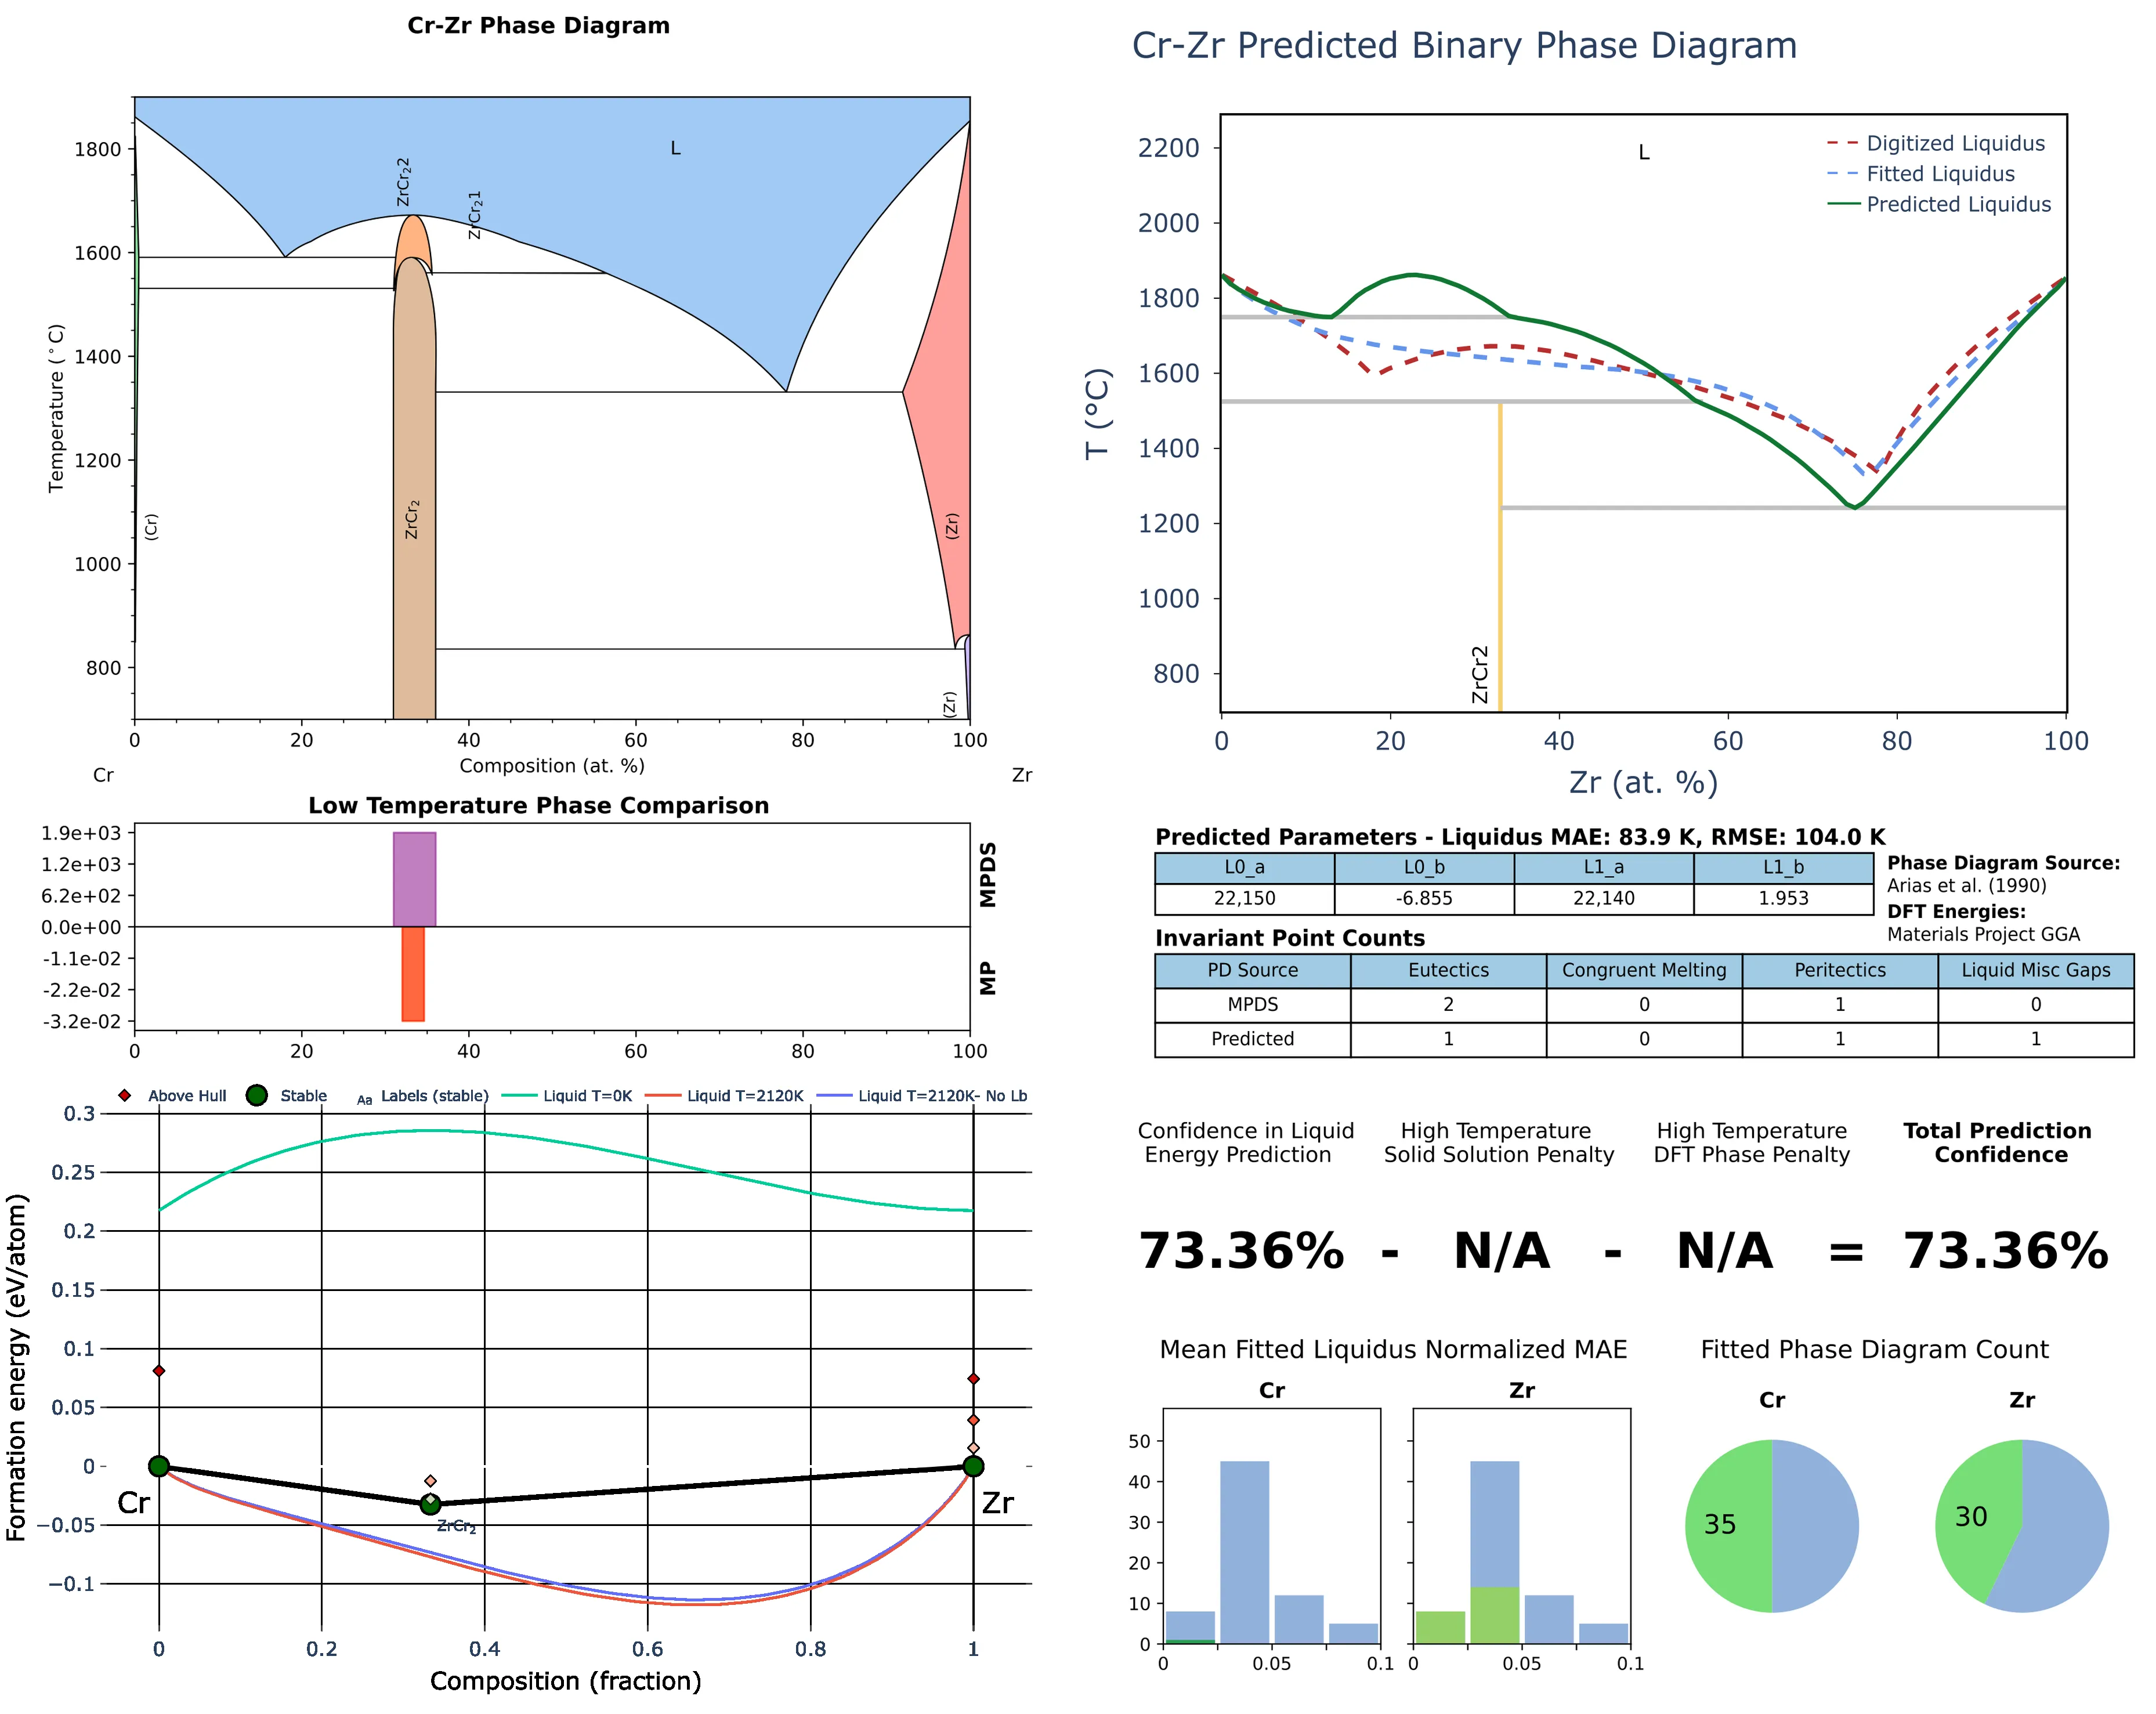 Cr-Zr Phase Diagram
1800
1600
1400
1200
1000
800
Temperature (°C)
L
ZrCr₂2
ZrCr₂1
ZrCr₂
(Cr)
(Zr)
(Zr)
0 20 40 60 80 100
Composition (at. %)
Cr Zr
Low Temperature Phase Comparison
1.9e+03
1.2e+03
6.2e+02
0.0e+00
-1.1e-02
-2.2e-02
-3.2e-02
MPDS
MP
0 20 40 60 80 100
Above Hull Stable Aa Labels (stable) Liquid T=0K Liquid T=2120K Liquid T=2120K- No Lb
0.3
0.25
0.2
0.15
0.1
0.05
0
−0.05
−0.1
Formation energy (eV/atom)
Cr
Zr
ZrCr₂
0 0.2 0.4 0.6 0.8 1
Composition (fraction)
Cr-Zr Predicted Binary Phase Diagram
2200
2000
1800
1600
1400
1200
1000
800
T (°C)
L
Digitized Liquidus
Fitted Liquidus
Predicted Liquidus
ZrCr2
0 20 40 60 80 100
Zr (at. %)
Predicted Parameters - Liquidus MAE: 83.9 K, RMSE: 104.0 K
L0_a L0_b L1_a L1_b
22,150 -6.855 22,140 1.953
Phase Diagram Source:
Arias et al. (1990)
DFT Energies:
Materials Project GGA
Invariant Point Counts
PD Source Eutectics Congruent Melting Peritectics Liquid Misc Gaps
MPDS 2 0 1 0
Predicted 1 0 1 1
Confidence in Liquid
Energy Prediction
High Temperature
Solid Solution Penalty
High Temperature
DFT Phase Penalty
Total Prediction
Confidence
73.36% - N/A - N/A = 73.36%
Mean Fitted Liquidus Normalized MAE
Cr
Zr
50
40
30
20
10
0
0 0.05 0.1
0 0.05 0.1
Fitted Phase Diagram Count
Cr
Zr
35
30